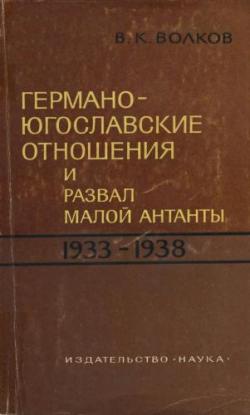 В. К. ВОЛКОВ
ГЕРМАНО-
ЮГОСЛАВСКИЕ
ОТНОШЕНИЯ
И
РАЗВАЛ
МАЛОЙ АНТАНТЫ
1933-1938
ИЗДАТЕЛЬСТВО «НАУКА»